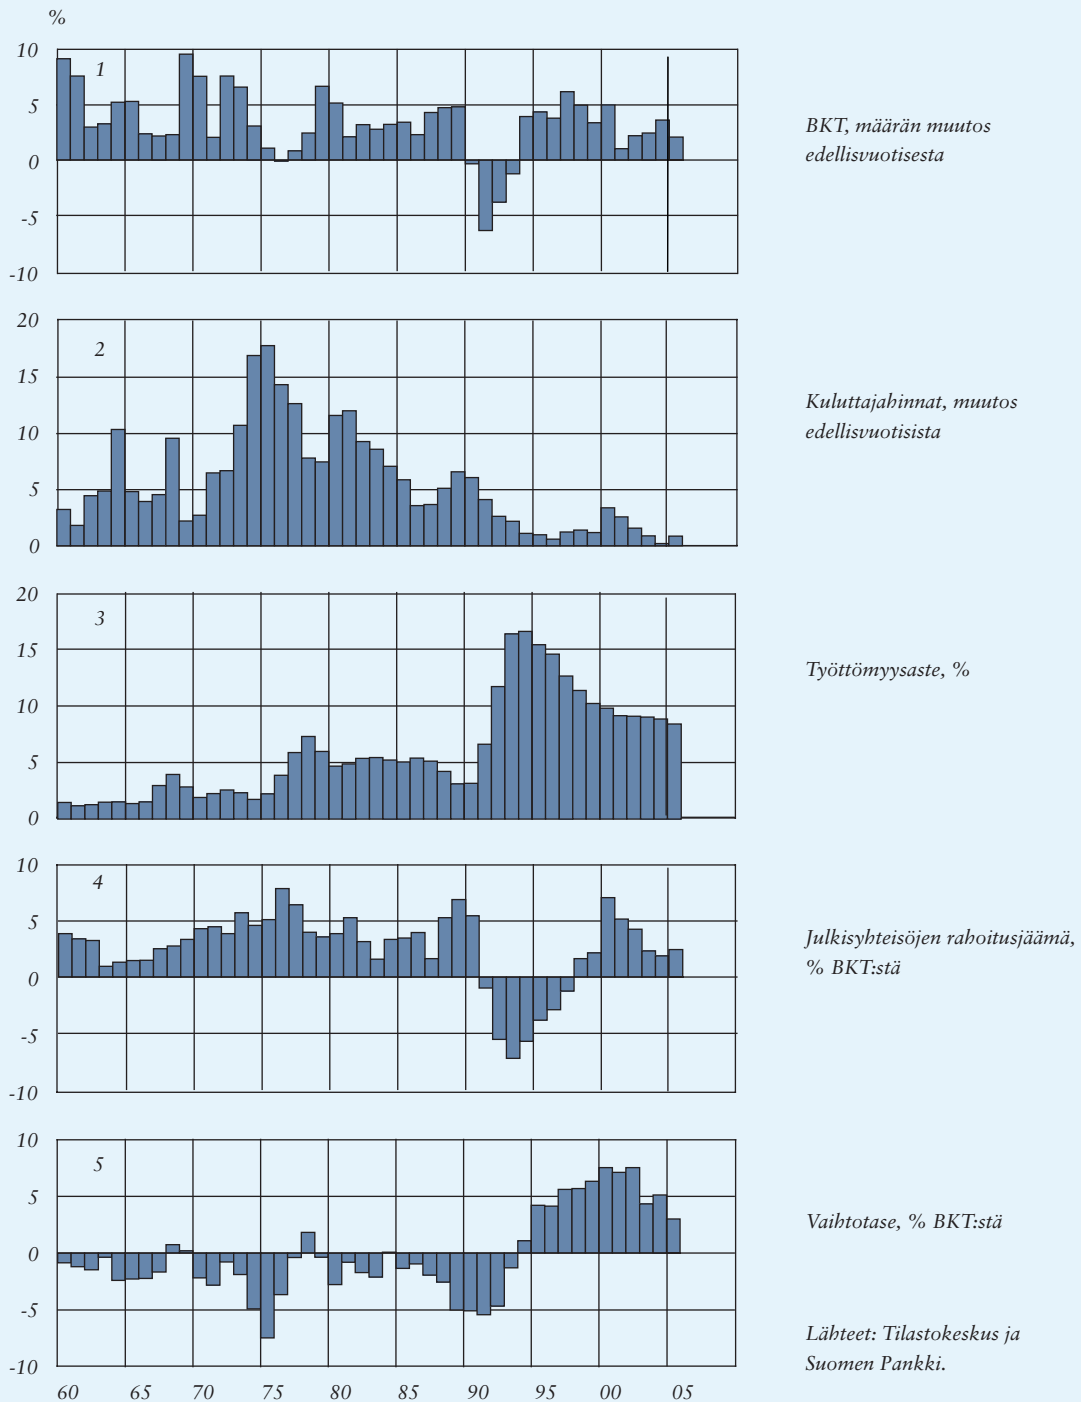 %
10
5
0
-5
-10
1
BKT, määrän muutos
edellisvuotisesta
20
15
10
5
0
2
Kuluttajahinnat, muutos
edellisvuotisista
20
15
10
5
0
3
Työttömyysaste, %
10
5
0
-5
-10
4
Julkisyhteisöjen rahoitusjäämä,
% BKT:stä
10
5
0
-5
-10
5
Vaihtotase, % BKT:stä
Lähteet: Tilastokeskus ja
Suomen Pankki.
60 65 70 75 80 85 90 95 00 05